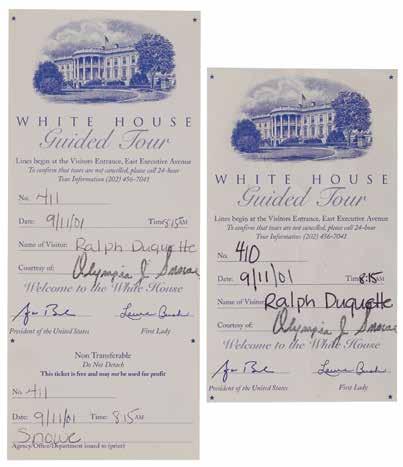 WHITE HOUSE
Guided Tour
Lines begin at the Visitors Entrance, East Executive Avenue
To confirm that tours are not cancelled, please call 24-hour
Tour Information (202) 456-7041
No. 411
Date: 9/11/01 Time: 8:15 AM
Name of Visitor: Ralph Duquette
Courtesy of: Olympia J Snowe
Welcome to the White House
President of the United States First Lady
Non Transferable
Do Not Detach
This ticket is free and may not be used for profit
No. 411
Date: 9/11/01 Time: 8:15 AM
Snowe
Agency/Office/Department issued to (print)
WHITE HOUSE
Guided Tour
Lines begin at the Visitors Entrance, East Executive Avenue
To confirm that tours are not cancelled, please call 24-hour
Tour Information (202) 456-7041
No. 410
Date: 9/11/01 Time: 8:15
Name of Visitor: Ralph Duquette
Courtesy of: Olympia J Snowe
Welcome to the White House
President of the United States First Lady